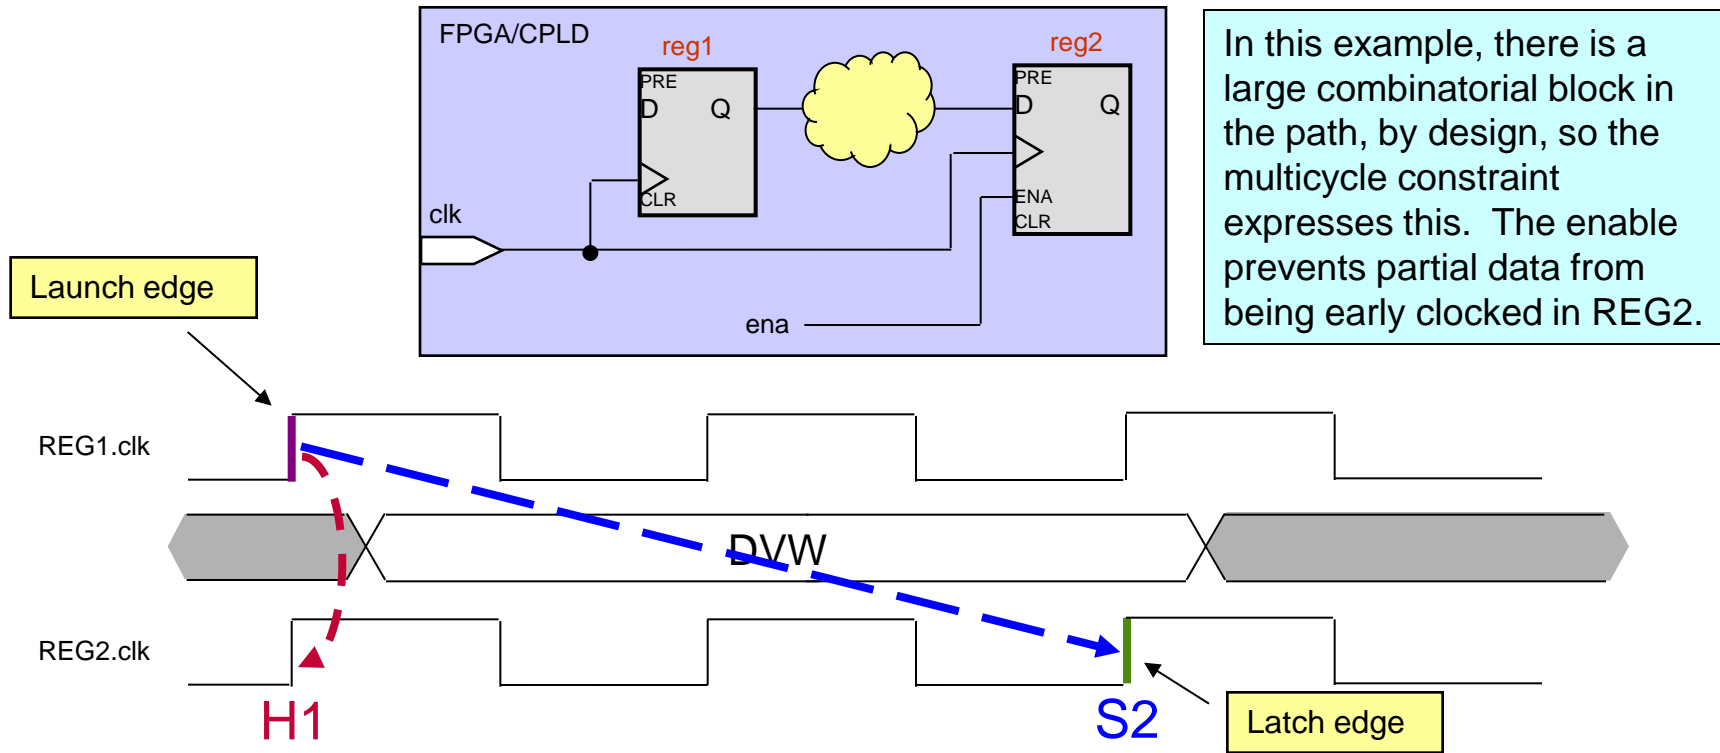 FPGA/CPLD
reg1
reg2
PRE
D
Q
CLR
PRE
D
Q
ENA
CLR
clk
ena
In this example, there is a
large combinatorial block in
the path, by design, so the
multicycle constraint
expresses this.  The enable
prevents partial data from
being early clocked in REG2.
Launch edge
REG1.clk
DVW
REG2.clk
H1
S2
Latch edge